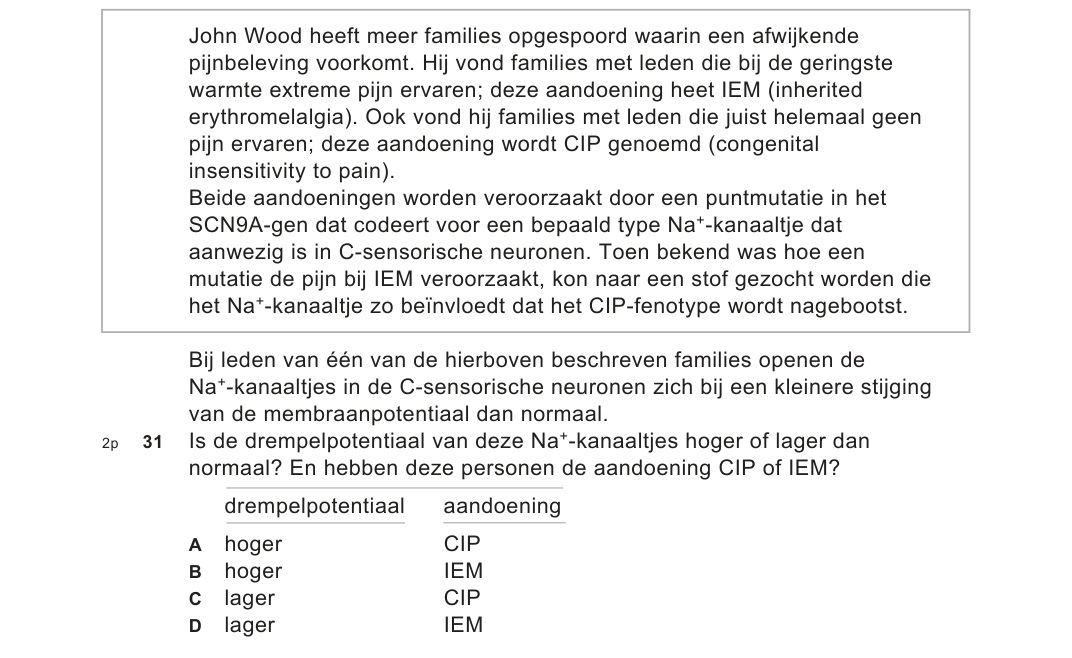 John Wood heeft meer families opgespoord waarin een afwijkende
pijnbeleving voorkomt. Hij vond families met leden die bij de geringste
warmte extreme pijn ervaren; deze aandoening heet IEM (inherited
erythromelalgia). Ook vond hij families met leden die juist helemaal geen
pijn ervaren; deze aandoening wordt CIP genoemd (congenital
insensitivity to pain).
Beide aandoeningen worden veroorzaakt door een puntmutatie in het
SCN9A-gen dat codeert voor een bepaald type Na⁺-kanaaltje dat
aanwezig is in C-sensorische neuronen. Toen bekend was hoe een
mutatie de pijn bij IEM veroorzaakt, kon naar een stof gezocht worden die
het Na⁺-kanaaltje zo beïnvloedt dat het CIP-fenotype wordt nagebootst.
Bij leden van één van de hierboven beschreven families openen de
Na⁺-kanaaltjes in de C-sensorische neuronen zich bij een kleinere stijging
van de membraanpotentiaal dan normaal.
2p 31 Is de drempelpotentiaal van deze Na⁺-kanaaltjes hoger of lager dan
normaal? En hebben deze personen de aandoening CIP of IEM?
drempelpotentiaal aandoening
A hoger CIP
B hoger IEM
C lager CIP
D lager IEM